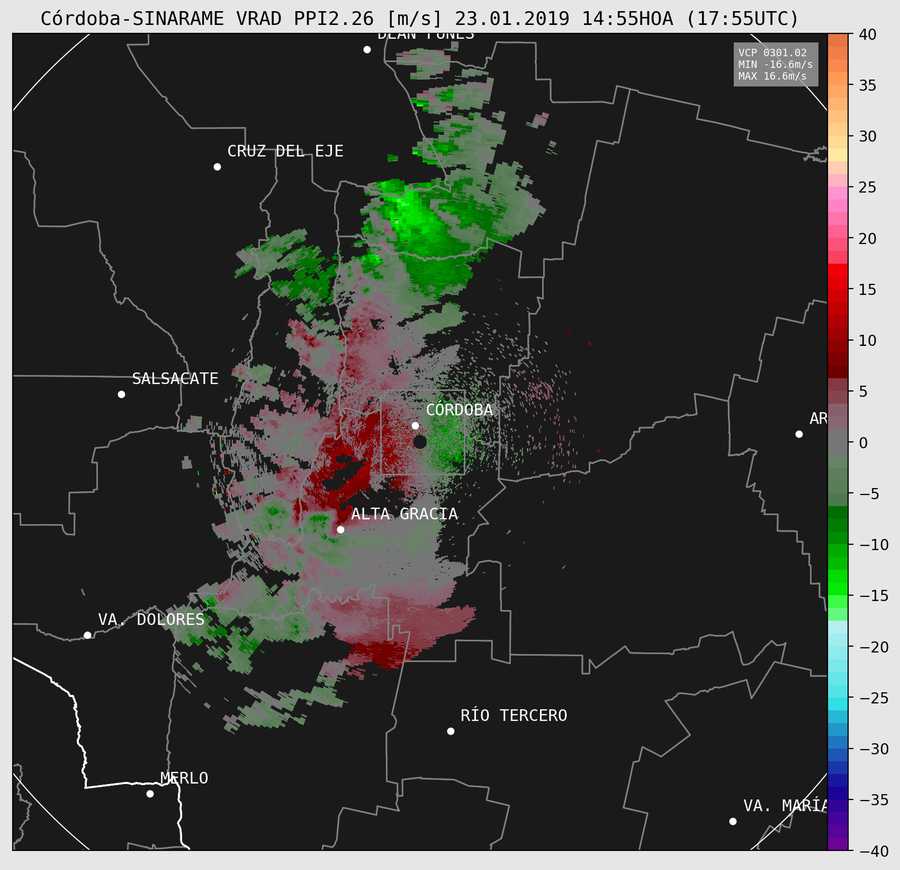 Córdoba-SINARAME VRAD PPI2.26 [m/s] 23.01.2019 14:55HOA (17:55UTC)
DEAN FUNES
VCP 0301.02
MIN -16.6m/s
MAX 16.6m/s
CRUZ DEL EJE
SALSACATE
CÓRDOBA
AR
ALTA GRACIA
VA. DOLORES
RÍO TERCERO
MERLO
VA. MARÍA
40
35
30
25
20
15
10
5
0
−5
−10
−15
−20
−25
−30
−35
−40